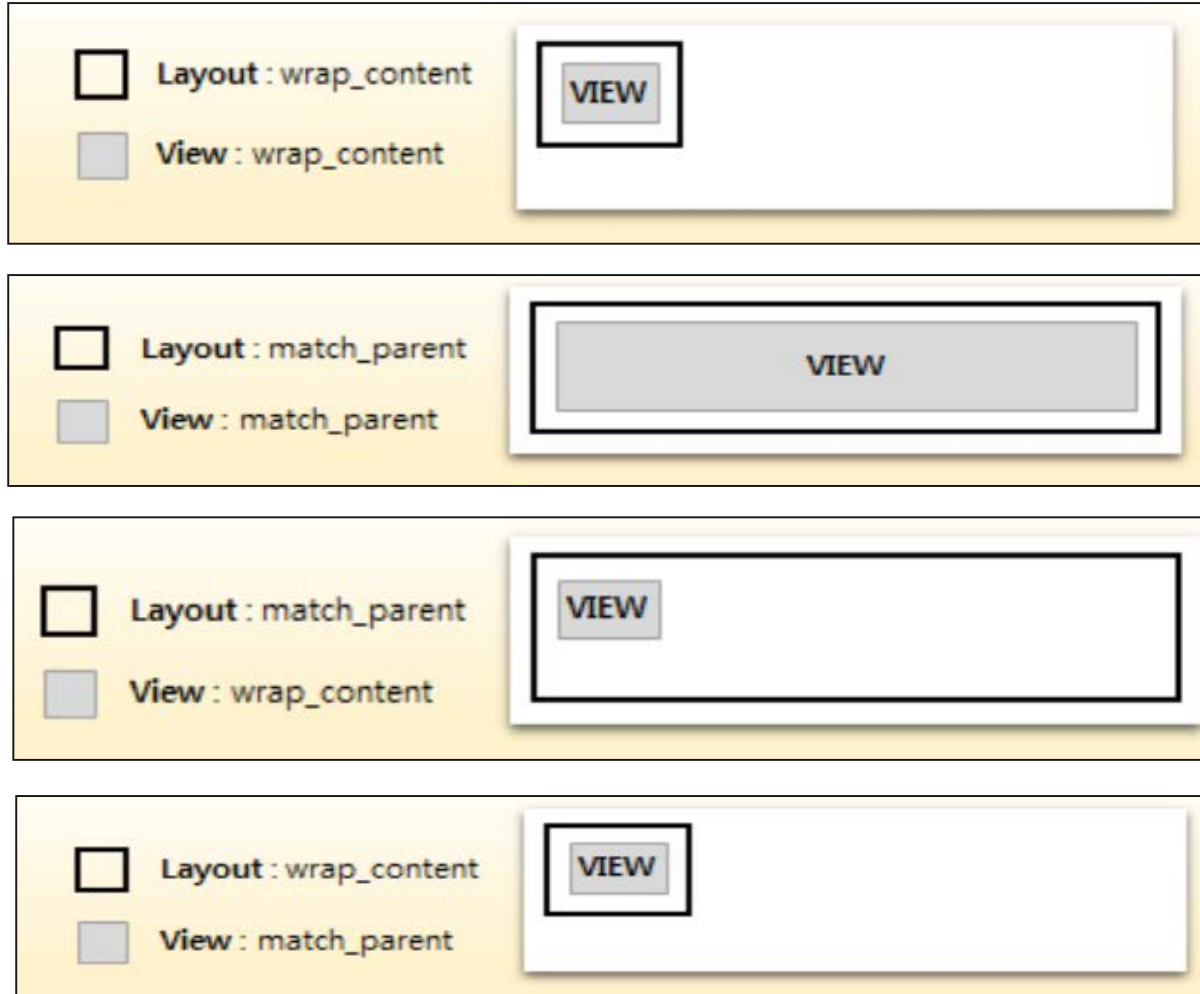 Layout : wrap_content
VIEW
View : wrap_content
Layout : match_parent
VIEW
View : match_parent
Layout : match_parent
VIEW
View : wrap_content
Layout : wrap_content
VIEW
View : match_parent